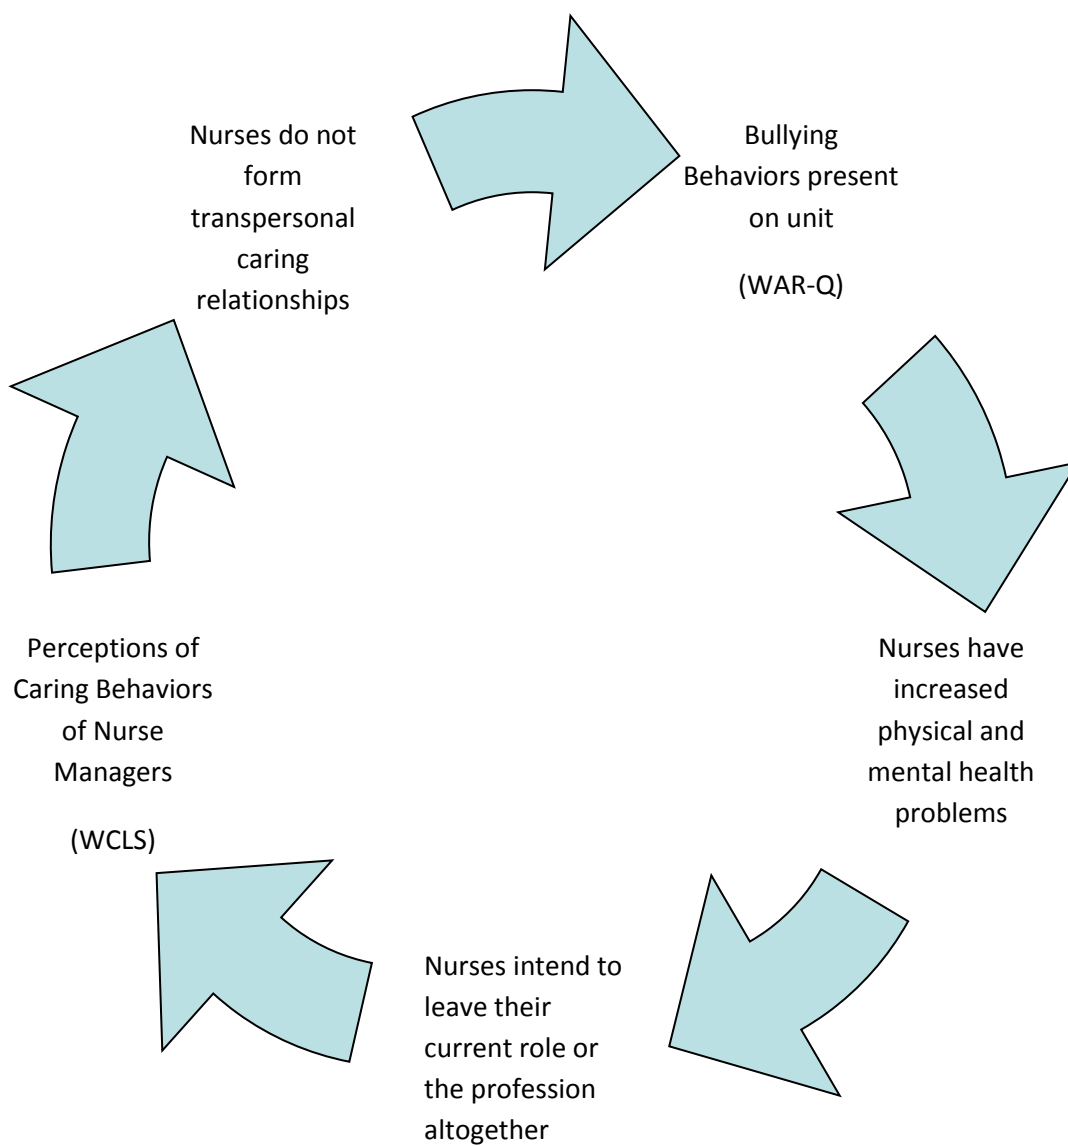 Nurses do not
form
transpersonal
caring
relationships
Bullying
Behaviors present
on unit
(WAR-Q)
Nurses have
increased
physical and
mental health
problems
Nurses intend to
leave their
current role or
the profession
altogether
Perceptions of
Caring Behaviors
of Nurse
Managers
(WCLS)